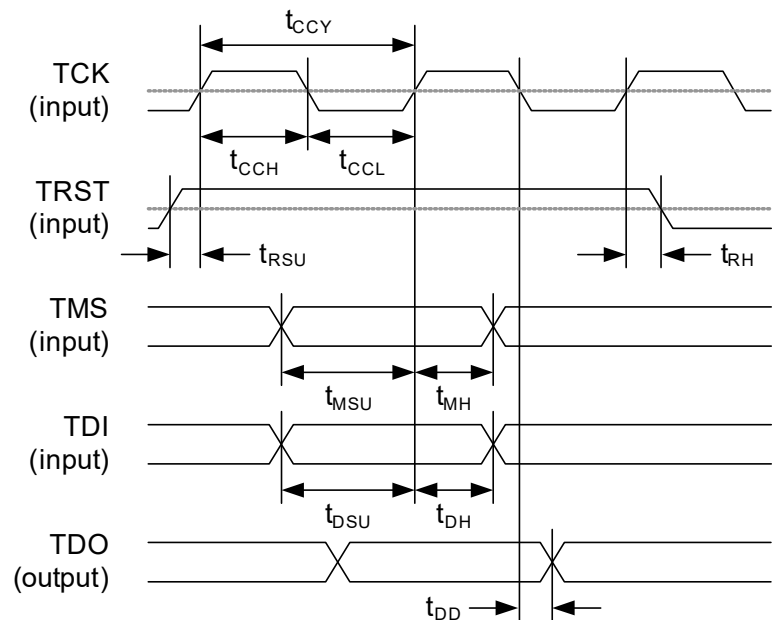 tCCY
TCK
(input)
tCCH
tCCL
TRST
(input)
tRSU
tRH
TMS
(input)
tMSU
tMH
TDI
(input)
tDSU
tDH
TDO
(output)
tDD